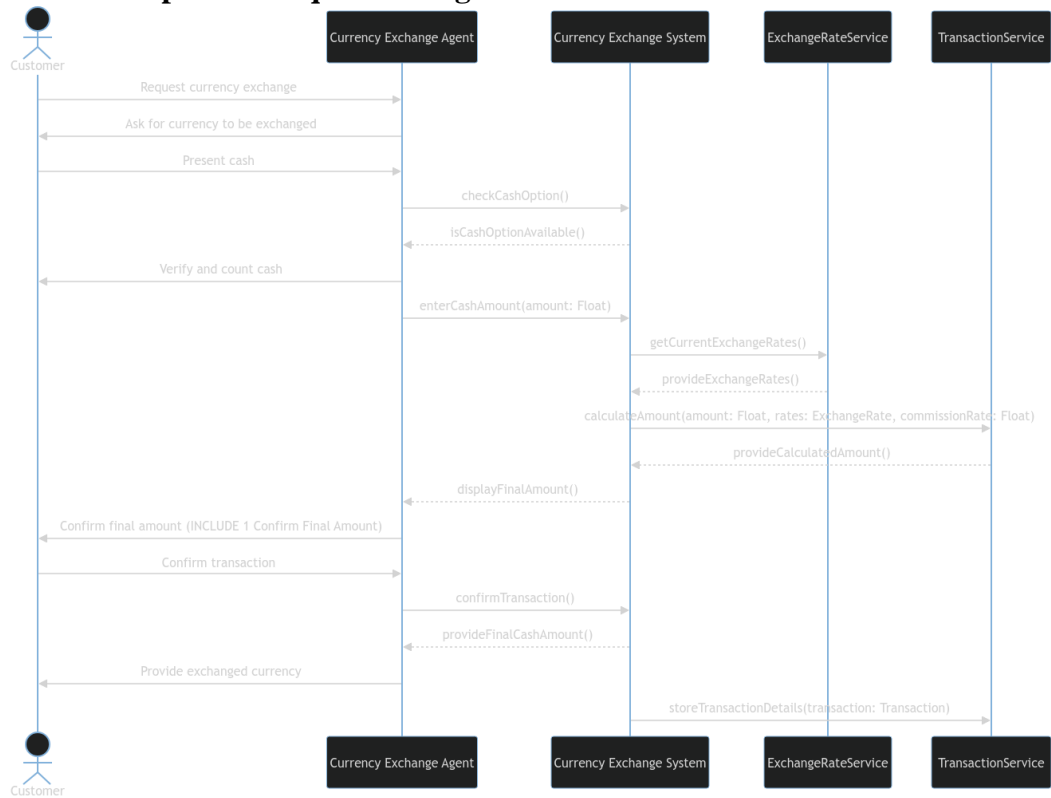 Currency Exchange Agent
Currency Exchange System
ExchangeRateService
TransactionService
Customer
Request currency exchange
Ask for currency to be exchanged
Present cash
checkCashOption()
isCashOptionAvailable()
Verify and count cash
enterCashAmount(amount: Float)
getCurrentExchangeRates()
provideExchangeRates()
calculateAmount(amount: Float, rates: ExchangeRate, commissionRate: Float)
provideCalculatedAmount()
displayFinalAmount()
Confirm final amount (INCLUDE 1 Confirm Final Amount)
Confirm transaction
confirmTransaction()
provideFinalCashAmount()
Provide exchanged currency
storeTransactionDetails(transaction: Transaction)
Currency Exchange Agent
Currency Exchange System
ExchangeRateService
TransactionService
Customer